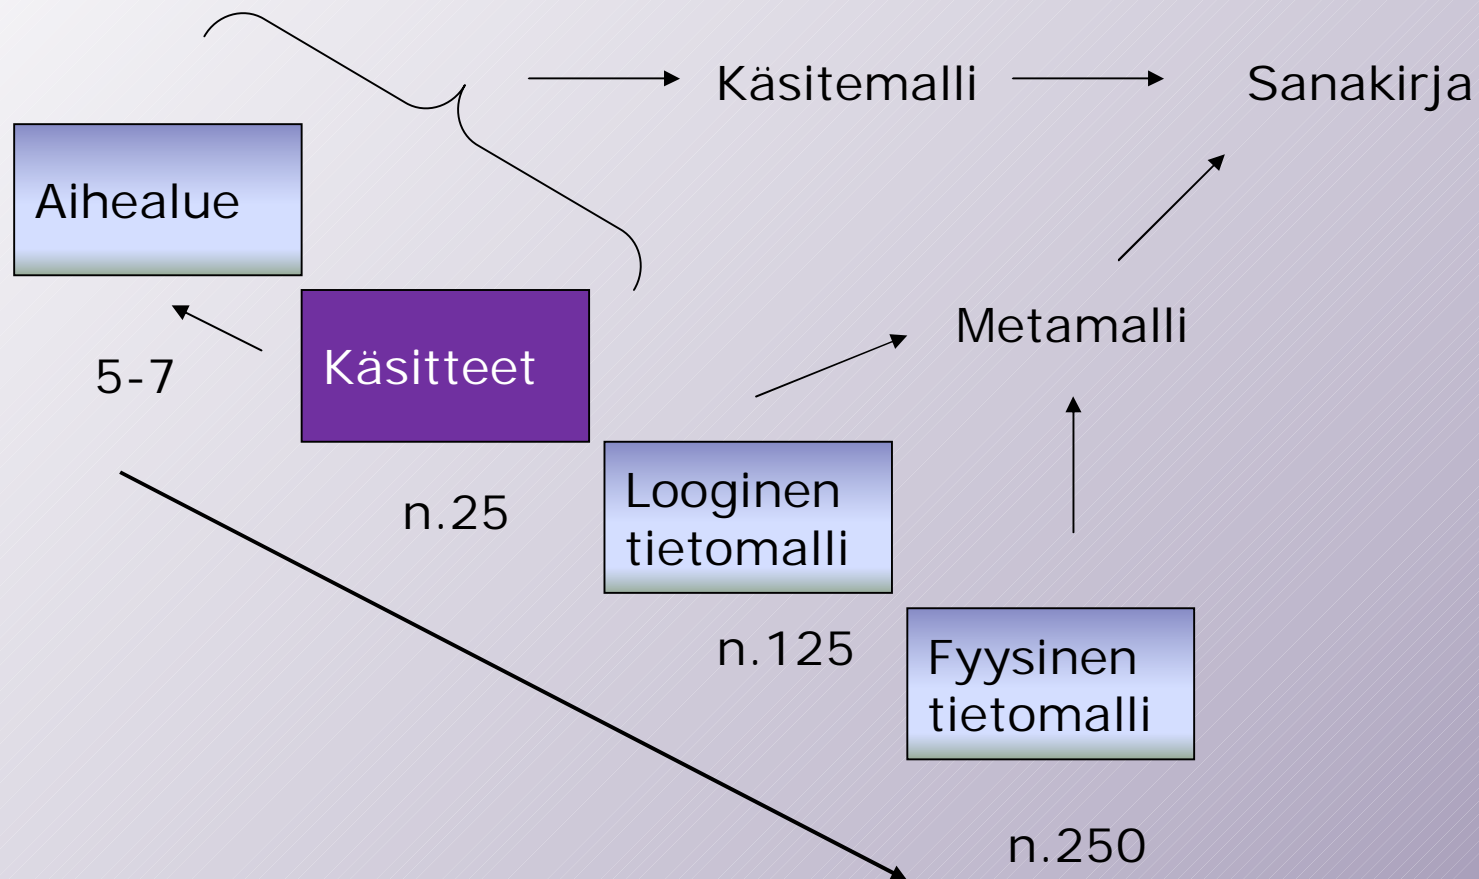 Käsitemalli
Sanakirja
Aihealue
Metamalli
5-7
Käsitteet
n.25
Looginen
tietomalli
n.125
Fyysinen
tietomalli
n.250